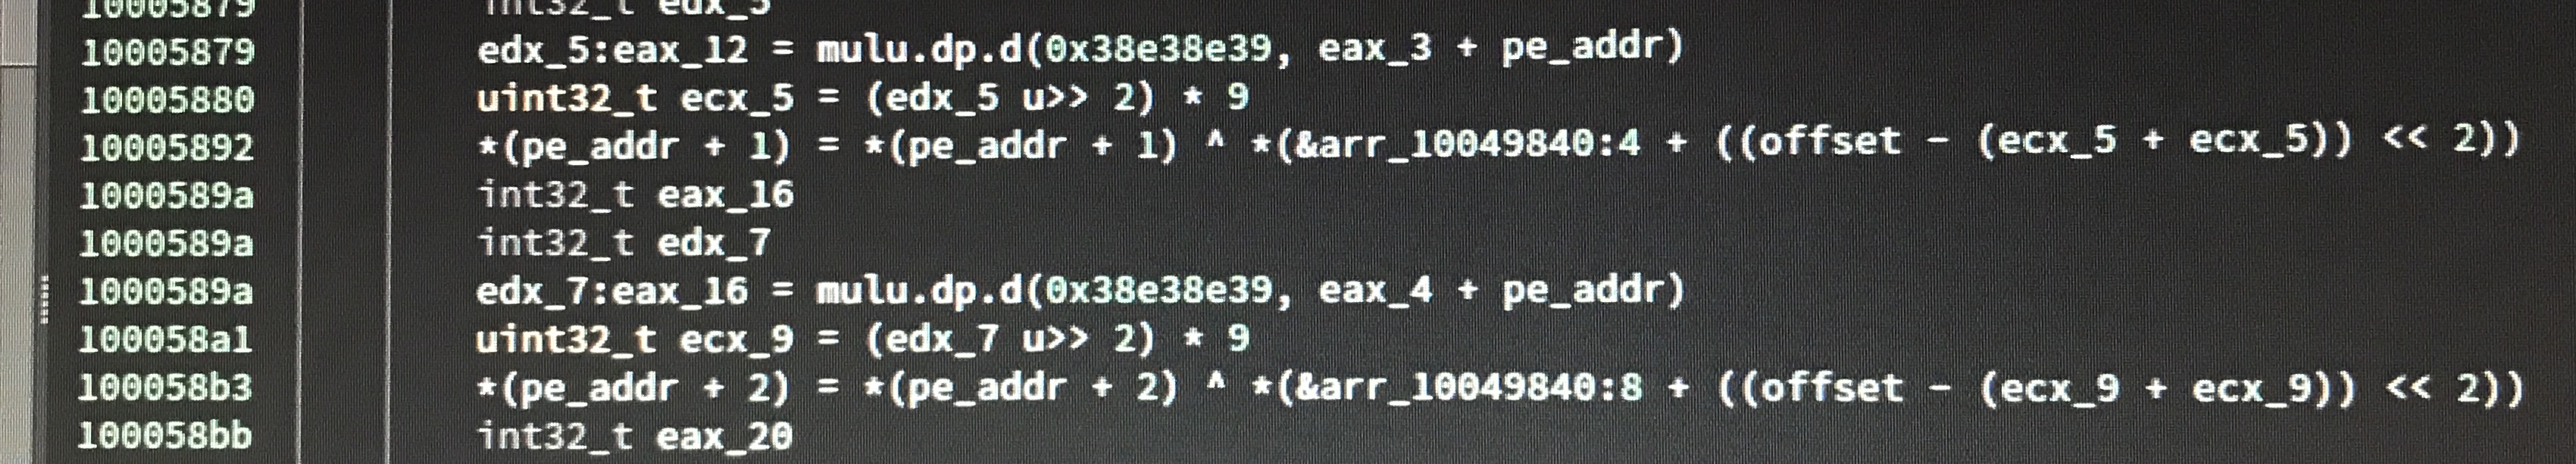 10005879 int32_t edx_5
10005879 edx_5:eax_12 = mulu.dp.d(0x38e38e39, eax_3 + pe_addr)
10005880 uint32_t ecx_5 = (edx_5 u>> 2) * 9
10005892 *(pe_addr + 1) = *(pe_addr + 1) ^ *(&arr_10049840:4 + ((offset - (ecx_5 + ecx_5)) << 2))
1000589a int32_t eax_16
1000589a int32_t edx_7
1000589a edx_7:eax_16 = mulu.dp.d(0x38e38e39, eax_4 + pe_addr)
100058a1 uint32_t ecx_9 = (edx_7 u>> 2) * 9
100058b3 *(pe_addr + 2) = *(pe_addr + 2) ^ *(&arr_10049840:8 + ((offset - (ecx_9 + ecx_9)) << 2))
100058bb int32_t eax_20